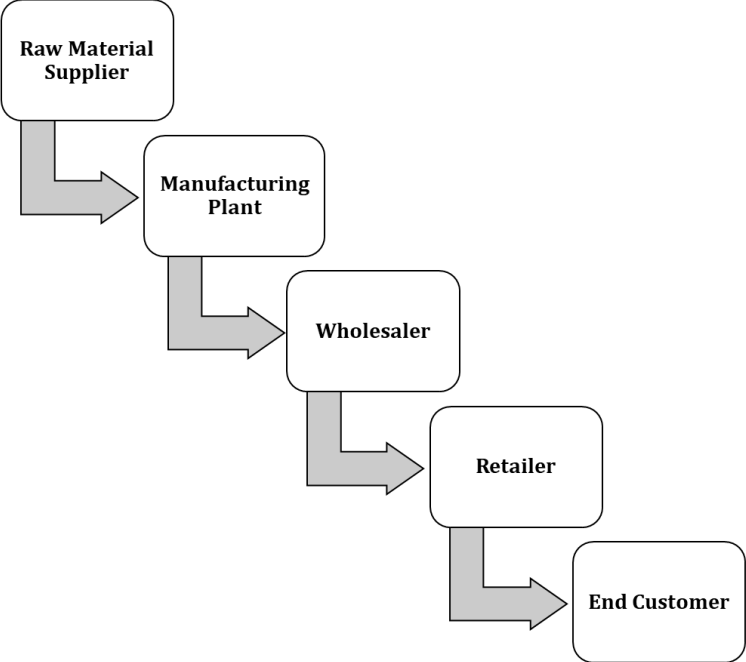 Raw Material
Supplier
Manufacturing
Plant
Wholesaler
Retailer
End Customer